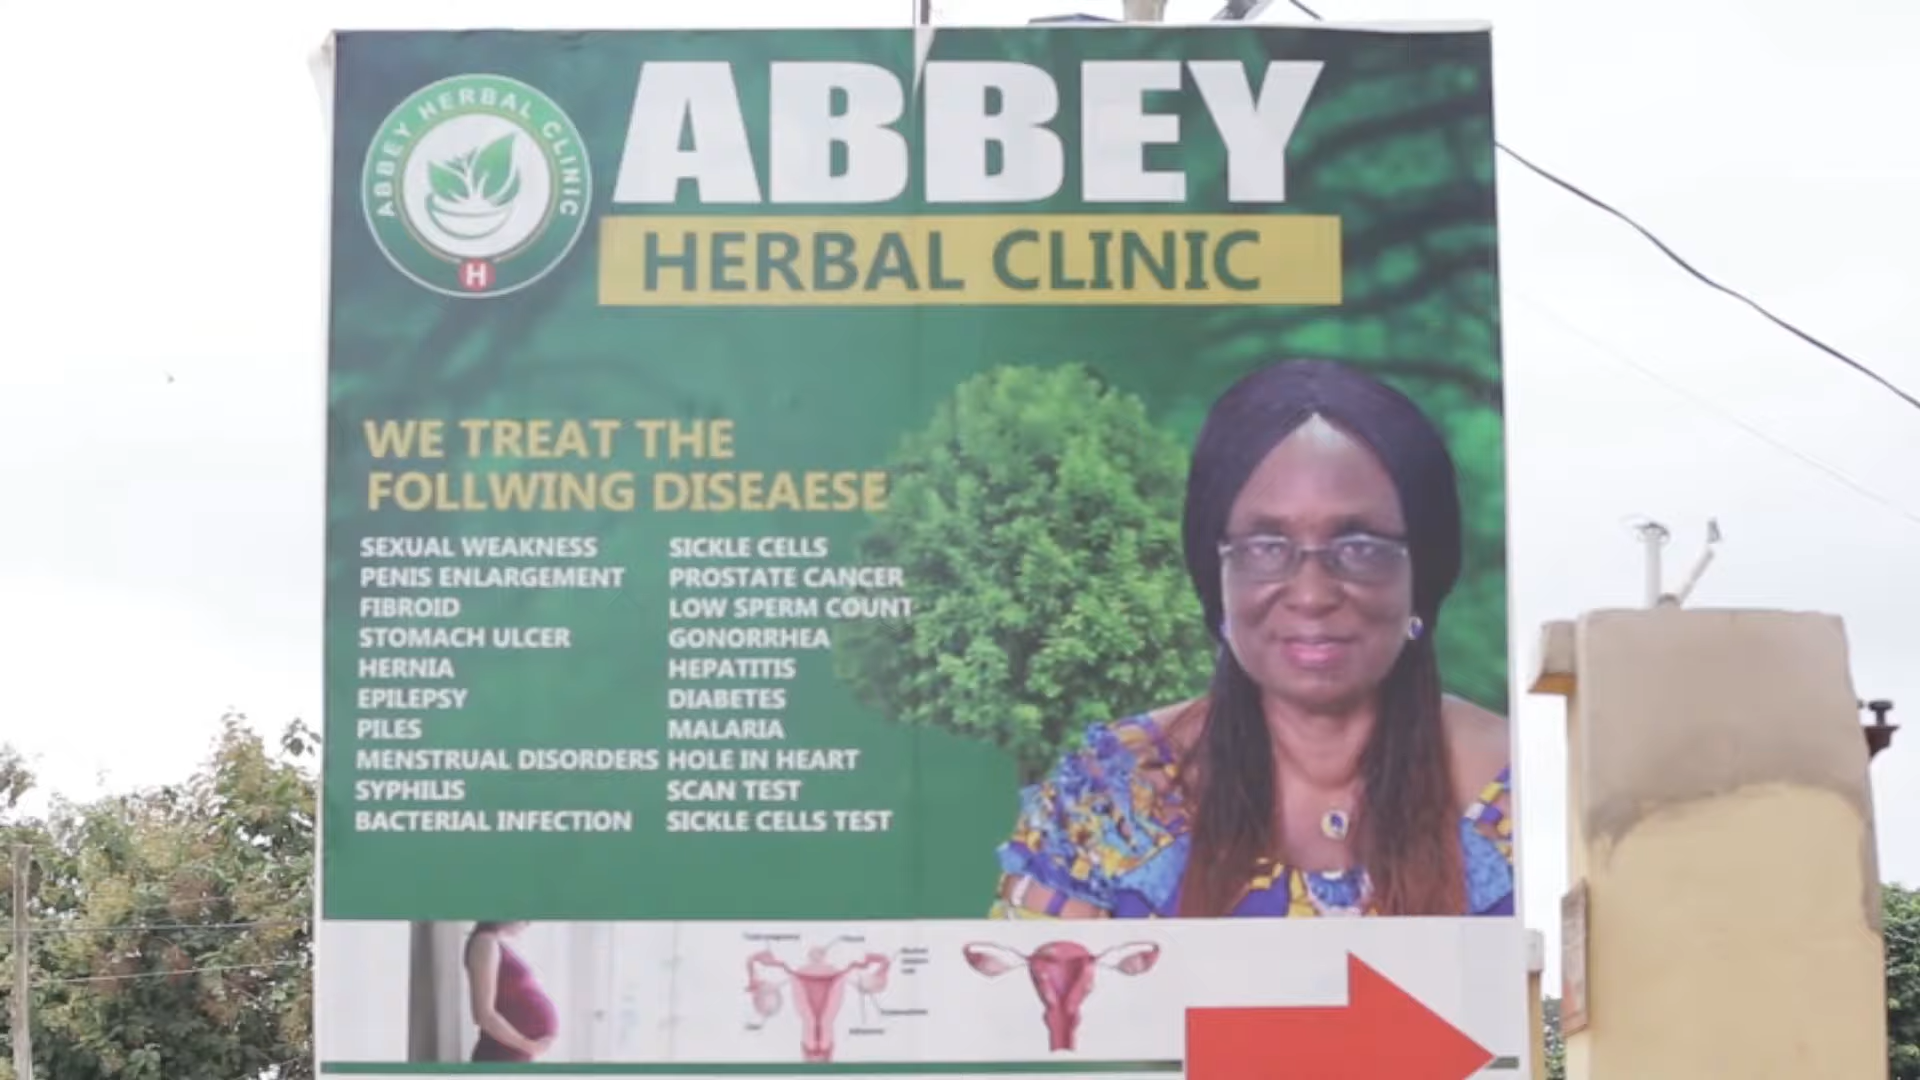 ABBEY HERBAL CLINIC
H
ABBEY
HERBAL CLINIC
WE TREAT THE
FOLLWING DISEAESE
SEXUAL WEAKNESS
PENIS ENLARGEMENT
FIBROID
STOMACH ULCER
HERNIA
EPILEPSY
PILES
MENSTRUAL DISORDERS
SYPHILIS
BACTERIAL INFECTION
SICKLE CELLS
PROSTATE CANCER
LOW SPERM COUNT
GONORRHEA
HEPATITIS
DIABETES
MALARIA
HOLE IN HEART
SCAN TEST
SICKLE CELLS TEST